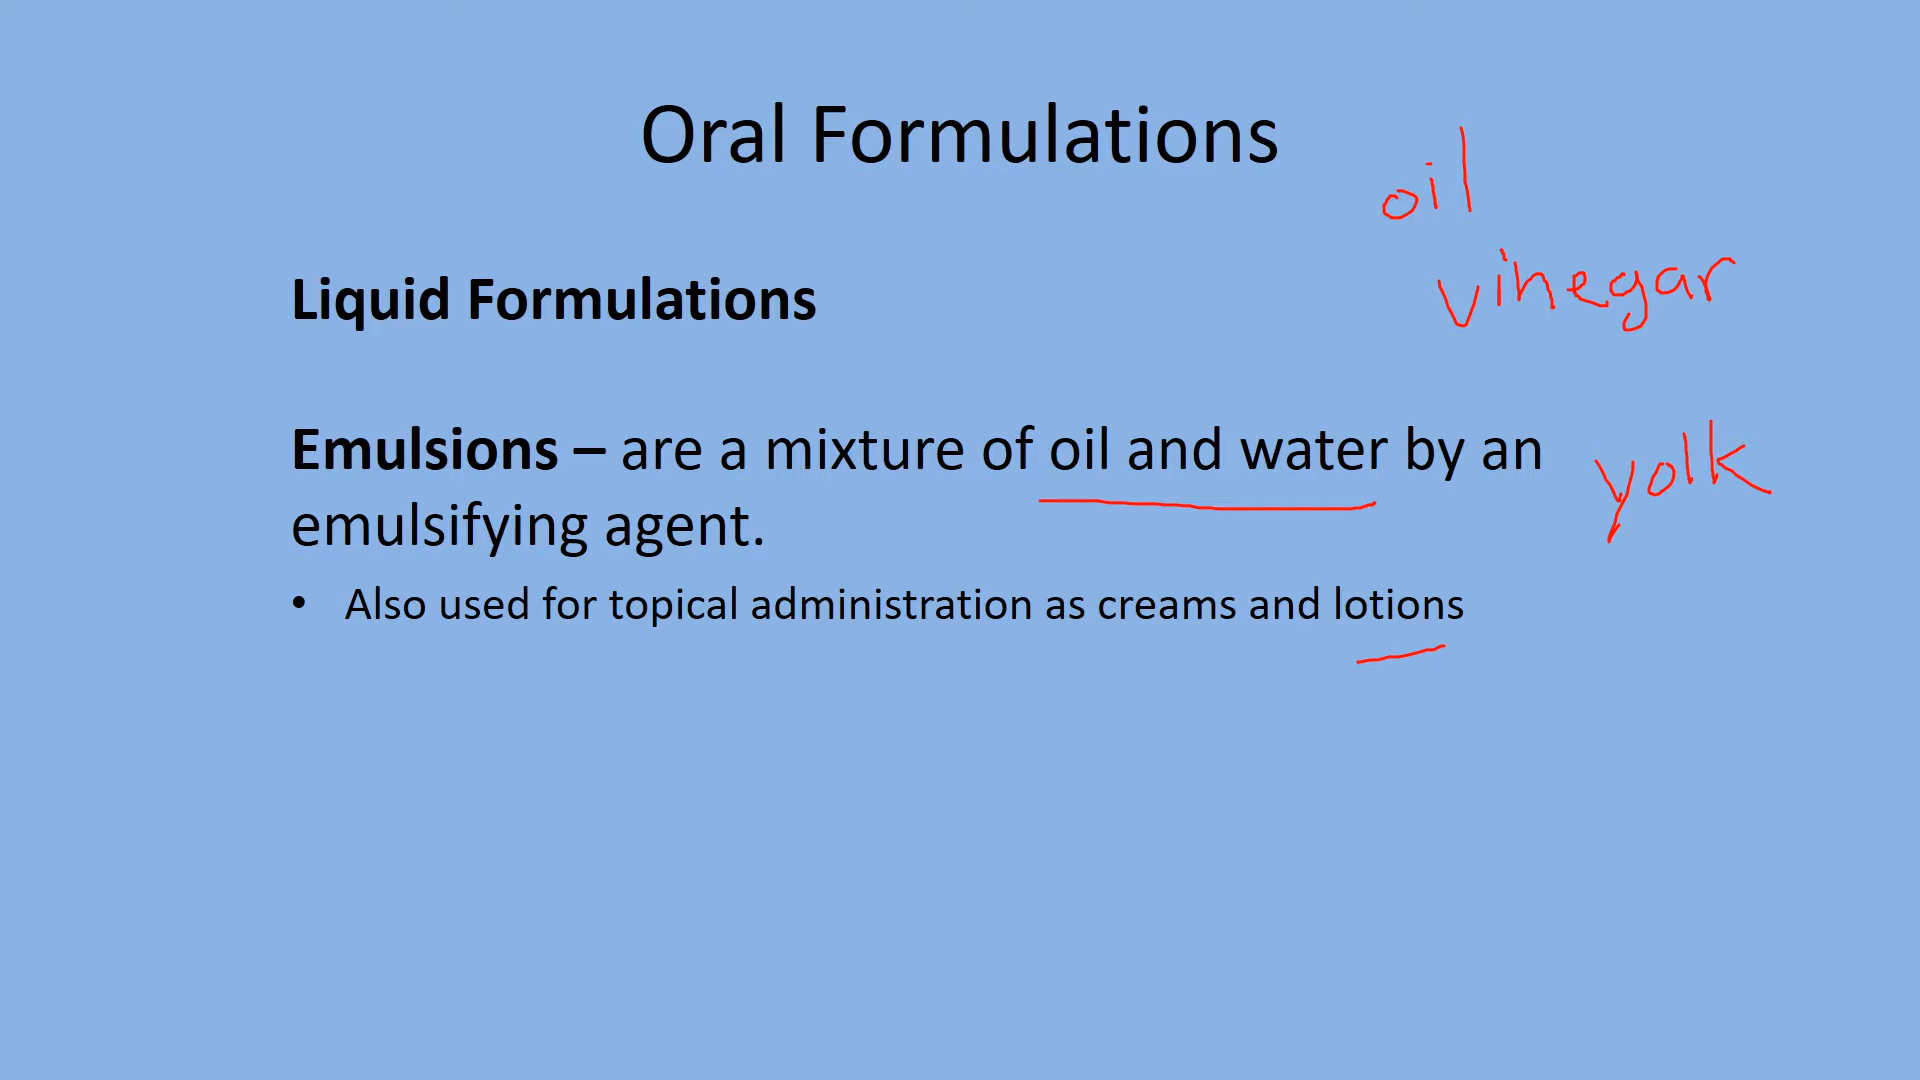 Oral Formulations
oil
vinegar
Liquid Formulations
Emulsions – are a mixture of oil and water by an
emulsifying agent.
yolk
• Also used for topical administration as creams and lotions